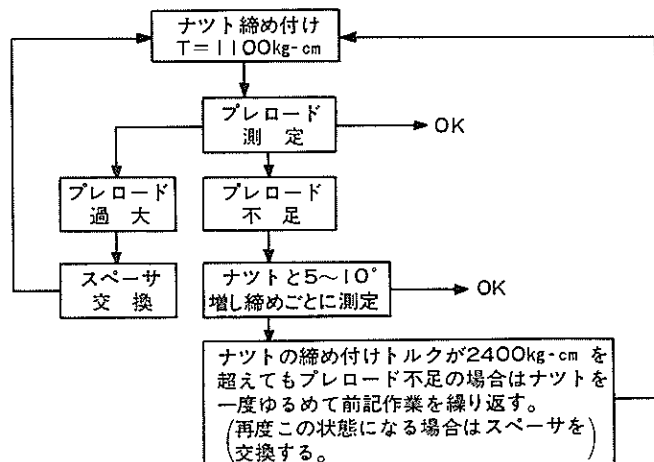 ナツト締め付け
T=1100kg-cm
プレロード
測定
OK
プレロード
過大
プレロード
不足
スペーサ
交換
ナツトと5〜10°
増し締めごとに測定
OK
ナツトの締め付けトルクが2400kg-cmを
超えてもプレロード不足の場合はナツトを
一度ゆるめて前記作業を繰り返す。
(再度この状態になる場合はスペーサを
交換する。)